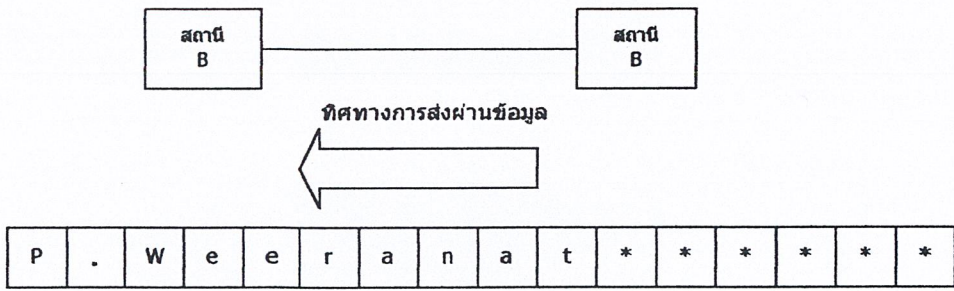 สถานี สถานี
B B
ทิศทางการส่งผ่านข้อมูล
P . W e e r a n a t * * * * * *